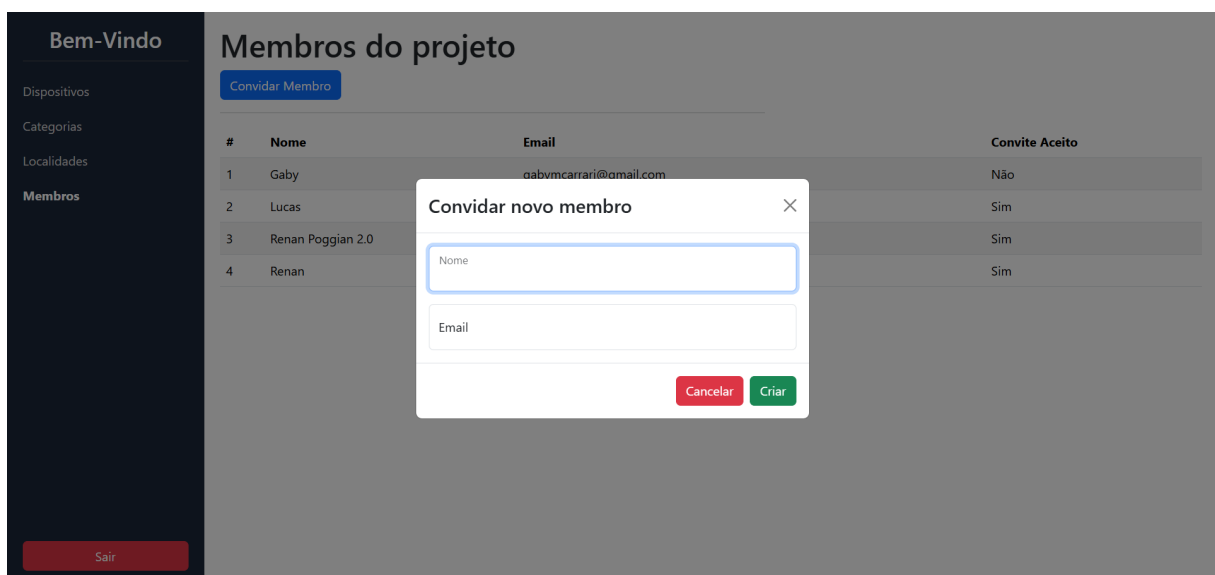 Bem-Vindo
Dispositivos
Categorias
Localidades
Membros
Sair
Membros do projeto
Convidar Membro
# Nome Email Convite Aceito
1 Gaby gabymcarrari@gmail.com Não
2 Lucas Sim
3 Renan Poggian 2.0 Sim
4 Renan Sim
Convidar novo membro
Nome
Email
Cancelar Criar